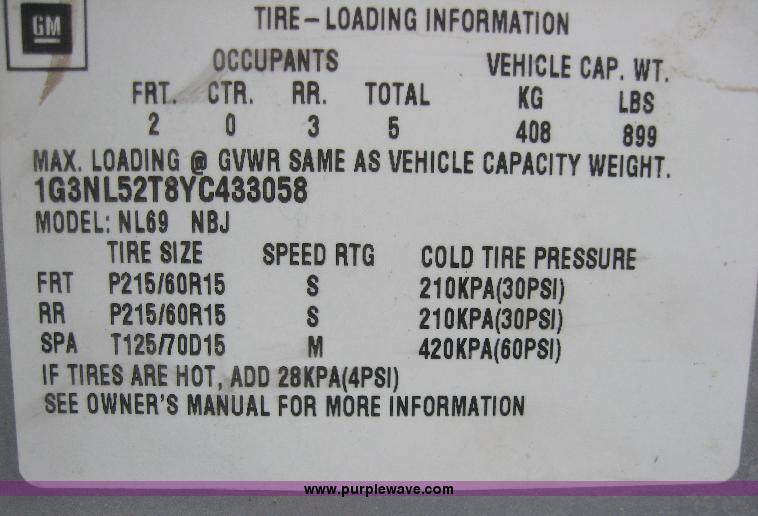 GM
TIRE-LOADING INFORMATION
OCCUPANTS VEHICLE CAP. WT.
FRT. CTR. RR. TOTAL KG LBS
2 0 3 5 408 899
MAX. LOADING @ GVWR SAME AS VEHICLE CAPACITY WEIGHT.
1G3NL52T8YC433058
MODEL: NL69 NBJ
TIRE SIZE SPEED RTG COLD TIRE PRESSURE
FRT P215/60R15 S 210KPA(30PSI)
RR P215/60R15 S 210KPA(30PSI)
SPA T125/70D15 M 420KPA(60PSI)
IF TIRES ARE HOT, ADD 28KPA(4PSI)
SEE OWNER'S MANUAL FOR MORE INFORMATION
www.purplewave.com